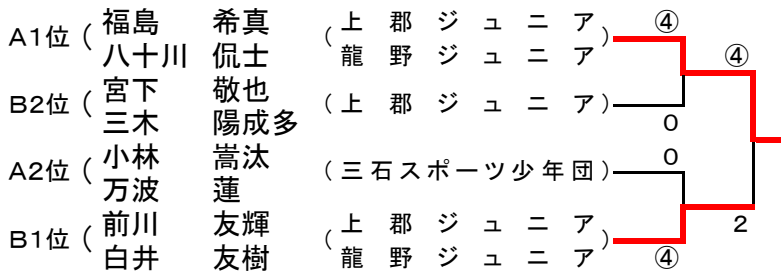 A1位 ( 福島 希真 ( 上郡ジュニア ) ④
八十川 侃士 龍野ジュニア
④
B2位 ( 宮下 敬也 ( 上郡ジュニア )
三木 陽成多 0
A2位 ( 小林 嵩汰 ( 三石スポーツ少年団 ) 0
万波 蓮
2
B1位 ( 前川 友輝 ( 上郡ジュニア )
白井 友樹 龍野ジュニア ④